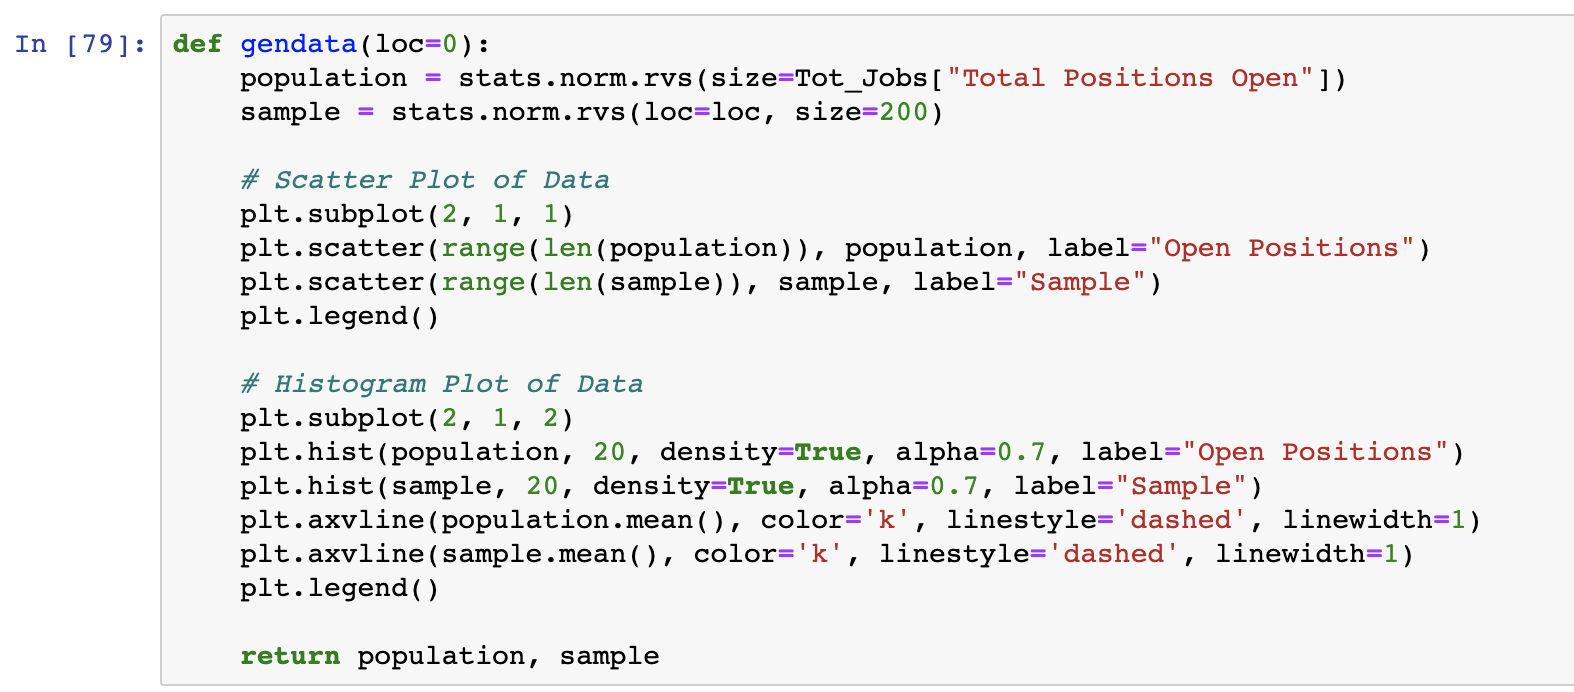 In [79]: def gendata(loc=0):
    population = stats.norm.rvs(size=Tot_Jobs["Total Positions Open"])
    sample = stats.norm.rvs(loc=loc, size=200)

    # Scatter Plot of Data
    plt.subplot(2, 1, 1)
    plt.scatter(range(len(population)), population, label="Open Positions")
    plt.scatter(range(len(sample)), sample, label="Sample")
    plt.legend()

    # Histogram Plot of Data
    plt.subplot(2, 1, 2)
    plt.hist(population, 20, density=True, alpha=0.7, label="Open Positions")
    plt.hist(sample, 20, density=True, alpha=0.7, label="Sample")
    plt.axvline(population.mean(), color='k', linestyle='dashed', linewidth=1)
    plt.axvline(sample.mean(), color='k', linestyle='dashed', linewidth=1)
    plt.legend()

    return population, sample